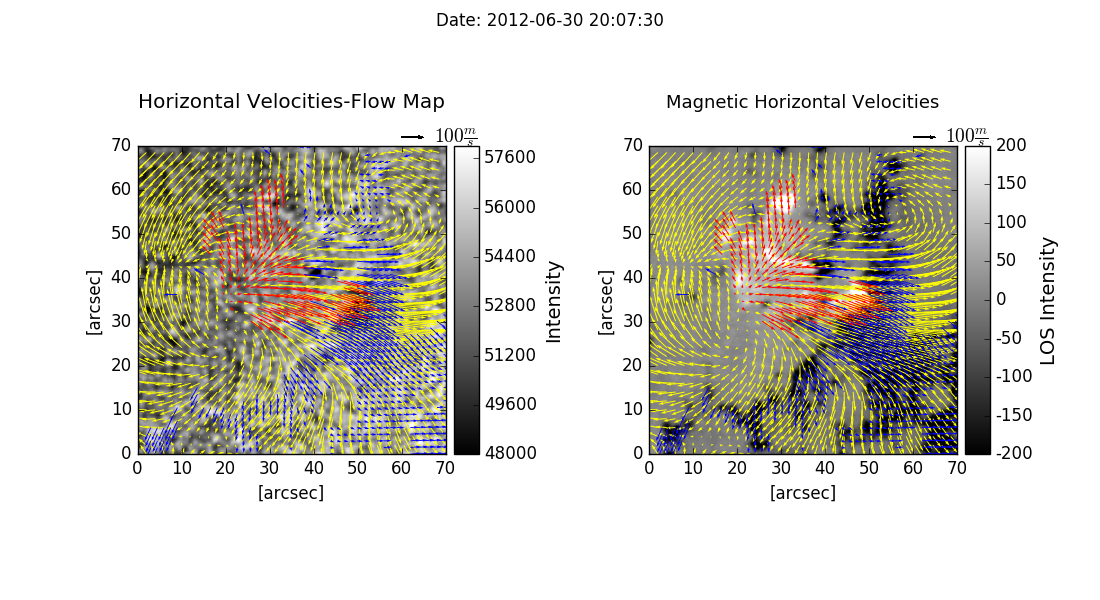 Date: 2012-06-30 20:07:30
Horizontal Velocities-Flow Map
100 m/s
70
60
50
40
30
20
10
0
[arcsec]
0 10 20 30 40 50 60 70
[arcsec]
57600
56000
54400
52800
51200
49600
48000
Intensity
Magnetic Horizontal Velocities
100 m/s
70
60
50
40
30
20
10
0
[arcsec]
0 10 20 30 40 50 60 70
[arcsec]
200
150
100
50
0
-50
-100
-150
-200
LOS Intensity